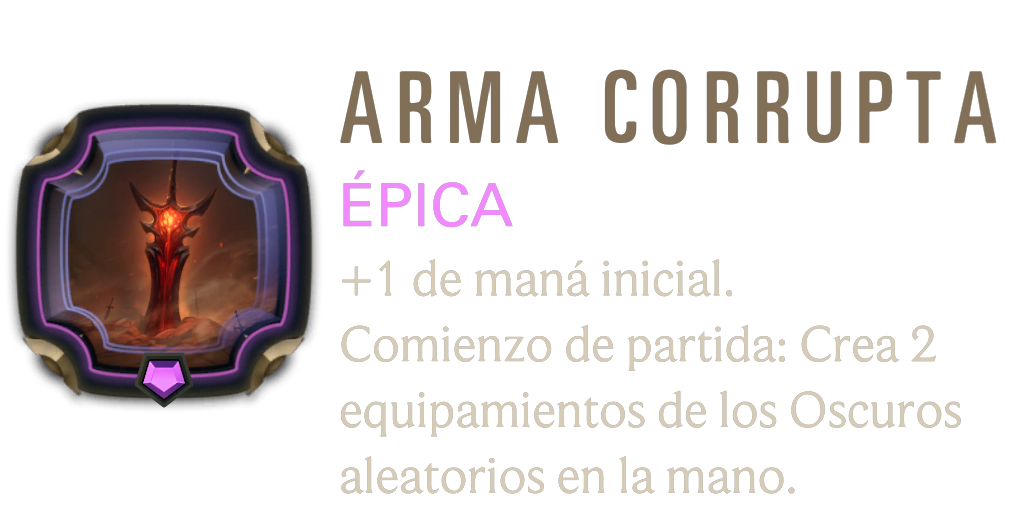 ARMA CORRUPTA
ÉPICA
+1 de maná inicial.
Comienzo de partida: Crea 2
equipamientos de los Oscuros
aleatorios en la mano.